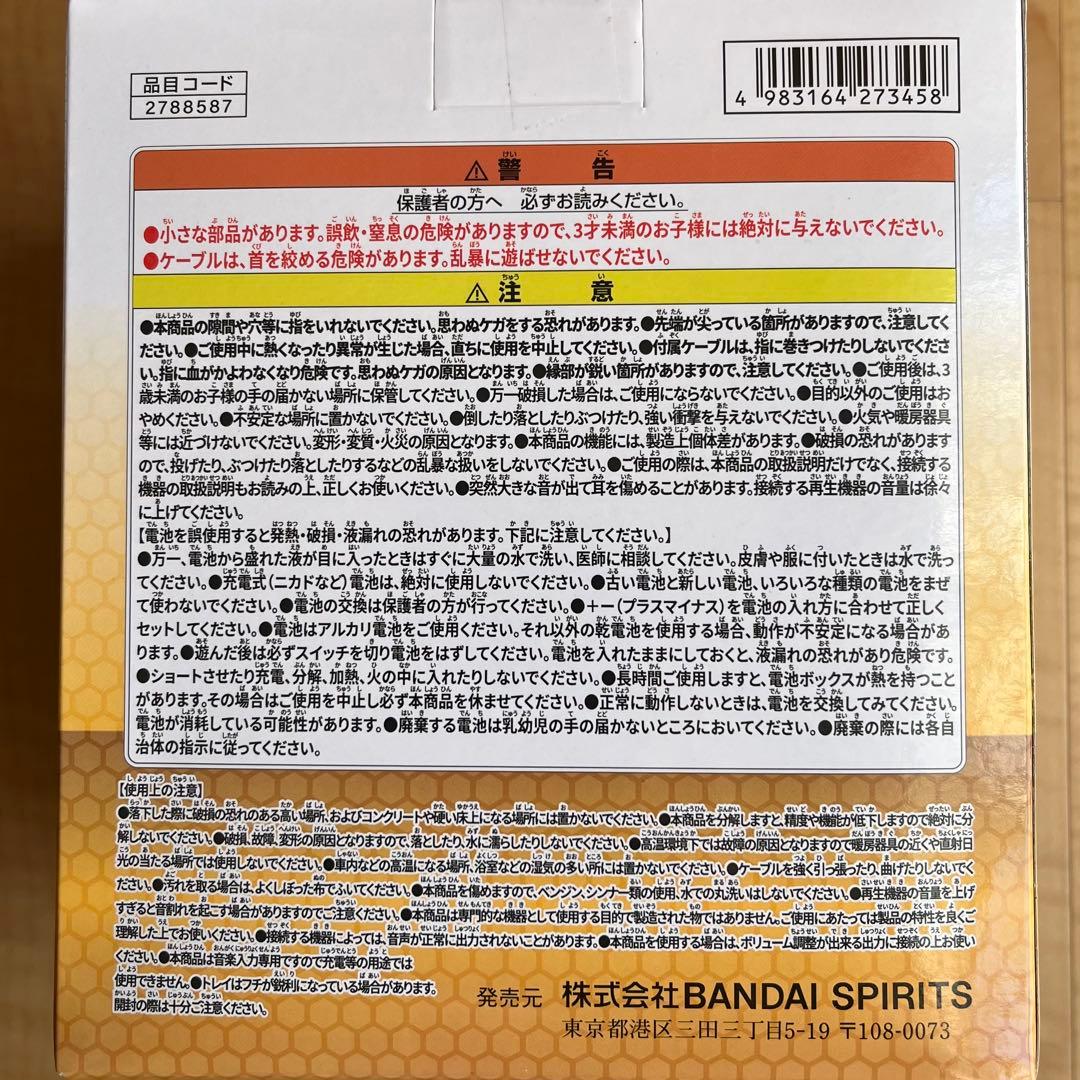 品目コード
2788587
4 983164 273458
⚠ 警告
保護者の方へ 必ずお読みください。
●小さな部品があります。誤飲・窒息の危険がありますので、3才未満のお子様には絶対に与えないでください。
●ケーブルは、首を絞める危険があります。乱暴に遊ばせないでください。
⚠ 注意
●本商品の隙間や穴等に指をいれないでください。思わぬケガをする恐れがあります。●先端が尖っている箇所がありますので、注意してく
ださい。●ご使用中に熱くなったり異常が生じた場合、直ちに使用を中止してください。●付属ケーブルは、指に巻きつけたりしないでくださ
い。指に血がかよわなくなり危険です。思わぬケガの原因となります。●縁部が鋭い箇所がありますので、注意してください。●ご使用後は、3
歳未満のお子様の手の届かない場所に保管してください。●万一破損した場合は、ご使用にならないでください。●目的以外のご使用はお
やめください。●不安定な場所に置かないでください。●倒したり落としたりぶつけたり、強い衝撃を与えないでください。●火気や暖房器具
等には近づけないでください。変形・変質・火災の原因となります。●本商品の機能には、製造上個体差があります。●破損の恐れがあります
ので、投げたり、ぶつけたり落としたりするなどの乱暴な扱いをしないでください。●ご使用の際は、本商品の取扱説明だけでなく、接続する
機器の取扱説明もお読みの上、正しくお使いください。●突然大きな音が出て耳を傷めることがあります。接続する再生機器の音量は徐々
に上げてください。
【電池を誤使用すると発熱・破損・液漏れの恐れがあります。下記に注意してください。】
●万一、電池から盛れた液が目に入ったときはすぐに大量の水で洗い、医師に相談してください。皮膚や服に付いたときは水で洗っ
てください。●充電式(ニカドなど)電池は、絶対に使用しないでください。●古い電池と新しい電池、いろいろな種類の電池をまぜ
て使わないでください。●電池の交換は保護者の方が行ってください。●＋－(プラスマイナス)を電池の入れ方に合わせて正しく
セットしてください。●電池はアルカリ電池をご使用ください。それ以外の乾電池を使用する場合、動作が不安定になる場合があ
ります。●遊んだ後は必ずスイッチを切り電池をはずしてください。電池を入れたままにしておくと、液漏れの恐れがあり危険です。
●ショートさせたり充電、分解、加熱、火の中に入れたりしないでください。●長時間ご使用しますと、電池ボックスが熱を持つこと
があります。その場合はご使用を中止し必ず本商品を休ませてください。●正常に動作しないときは、電池を交換してみてください。
電池が消耗している可能性があります。●廃棄する電池は乳幼児の手の届かないところにおいてください。●廃棄の際には各自
治体の指示に従ってください。
【使用上の注意】
●落下した際に破損の恐れのある高い場所、およびコンクリートや硬い床上になる場所には置かないでください。●本商品を分解しますと、精度や機能が低下しますので絶対に分
解しないでください。●破損、故障、変形の原因となりますので、落としたり、水に濡らしたりしないでください。●高温環境下では故障の原因となりますので暖房器具の近くや直射日
光の当たる場所では使用しないでください。●車内などの高温になる場所、浴室などの湿気の多い所には置かないでください。●ケーブルを強く引っ張ったり、曲げたりしないでく
ださい。●汚れを取る場合は、よくしぼった布でふいてください。●本商品を傷めますので、ベンジン、シンナー類の使用、水での丸洗いはしないでください。●再生機器の音量を上げ
すぎると音割れを起こす場合がありますのでご注意ください。●本商品は専門的な機器として使用する目的で製造された物ではありません。ご使用にあたっては製品の特性を良くご
理解した上でお使いください。●接続する機器によっては、音声が正常に出力されないことがあります。●本商品を使用する場合は、ボリューム調整が出来る出力に接続の上お使い
ください。●本商品は音楽入力専用ですので充電等の用途では
使用できません。●トレイはフチが鋭利になっている場合があります。
開封の際は十分ご注意ください。
発売元 株式会社BANDAI SPIRITS
東京都港区三田三丁目5-19 〒108-0073